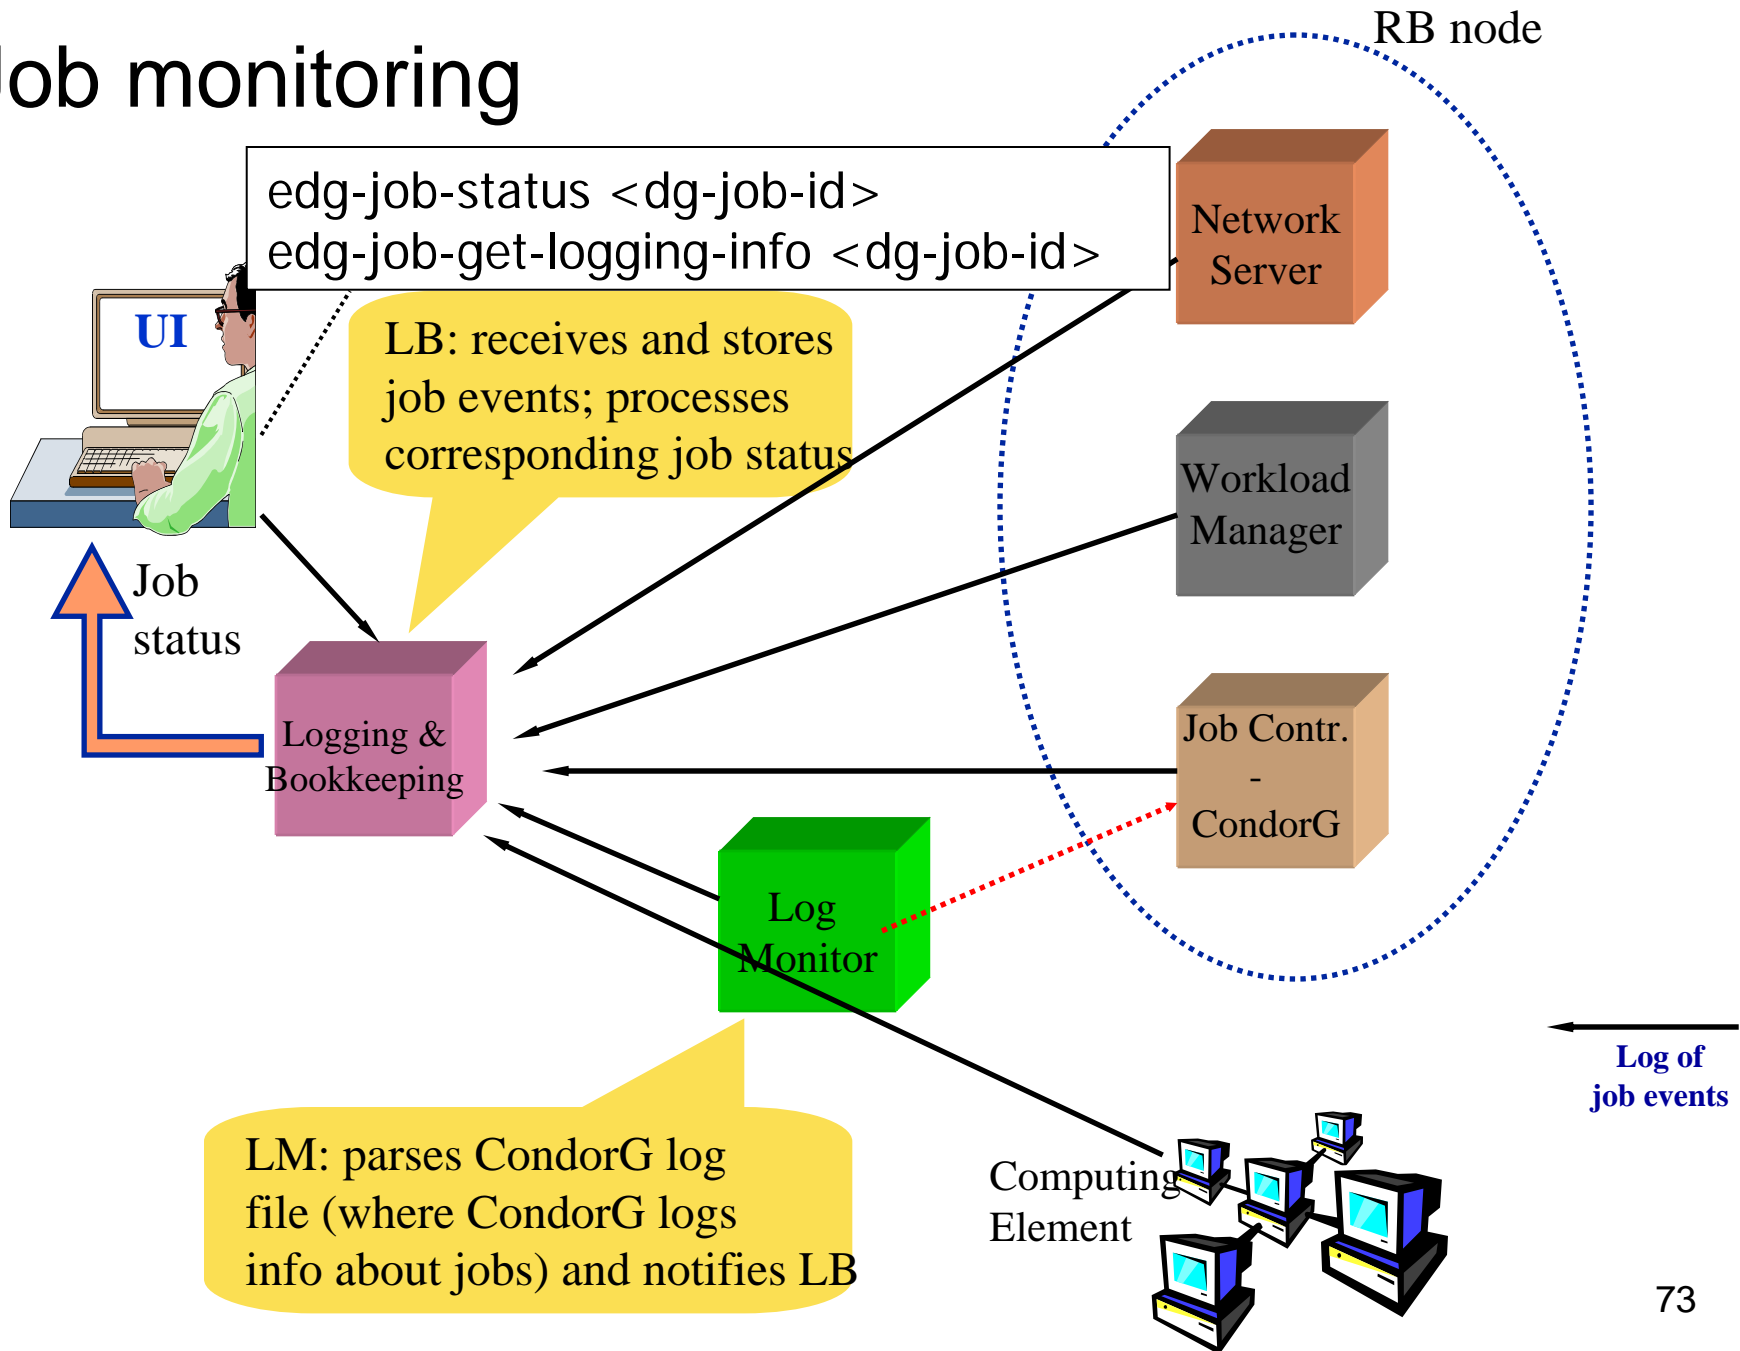 RB node
ob monitoring
edg-job-status <dg-job-id>
edg-job-get-logging-info <dg-job-id>
Network
Server
UI
LB: receives and stores
job events; processes
corresponding job status
Workload
Manager
Job
status
Logging &
Bookkeeping
Job Contr.
-
CondorG
Log
Monitor
Log of
job events
LM: parses CondorG log
file (where CondorG logs
info about jobs) and notifies LB
Computing
Element
73